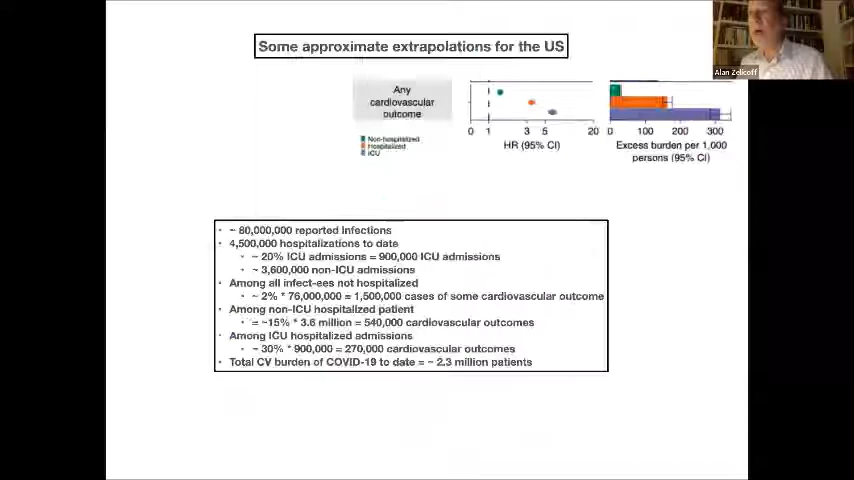 Some approximate extrapolations for the US
Alan Zelicoff
Any
cardiovascular
outcome
Non-hospitalized
Hospitalized
ICU
0 1 3 5 20
HR (95% CI)
0 100 200 300
Excess burden per 1,000
persons (95% CI)
• ~ 80,000,000 reported infections
• 4,500,000 hospitalizations to date
• ~ 20% ICU admissions = 900,000 ICU admissions
• ~ 3,600,000 non-ICU admissions
• Among all infect-ees not hospitalized
• ~ 2% * 76,000,000 ≈ 1,500,000 cases of some cardiovascular outcome
• Among non-ICU hospitalized patient
• = ~15% * 3.6 million = 540,000 cardiovascular outcomes
• Among ICU hospitalized admissions
• ~ 30% * 900,000 = 270,000 cardiovascular outcomes
• Total CV burden of COVID-19 to date = ~ 2.3 million patients